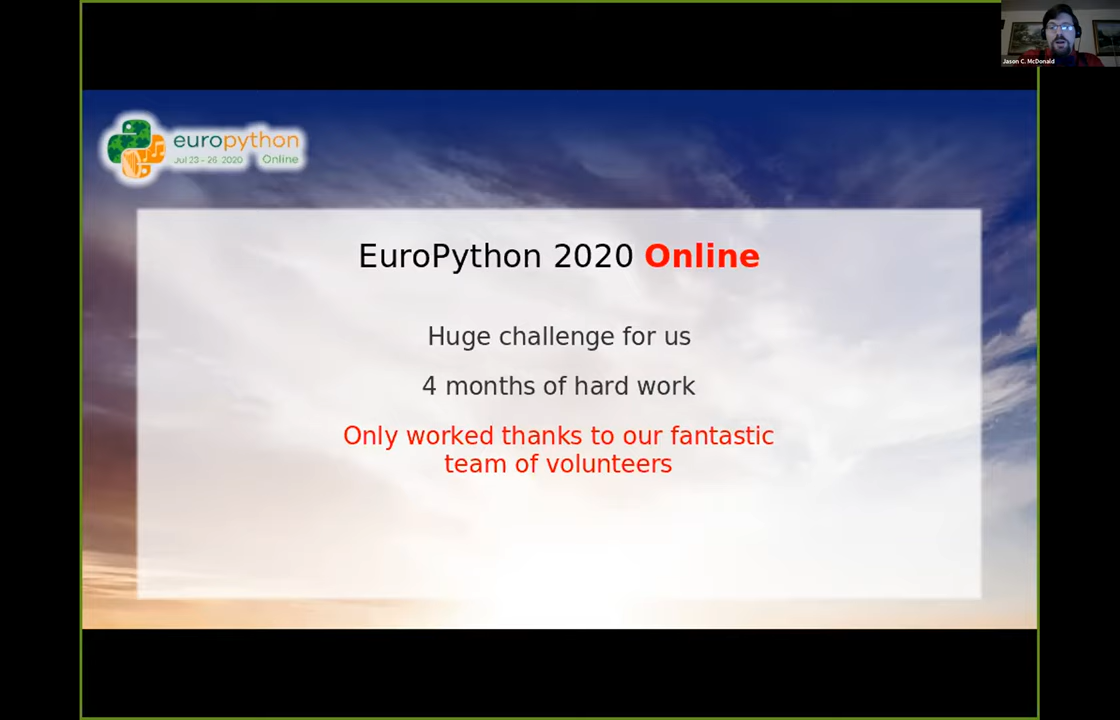 Jason C. McDonald
europython
Jul 23 - 26 2020 Online
EuroPython 2020 Online
Huge challenge for us
4 months of hard work
Only worked thanks to our fantastic
team of volunteers